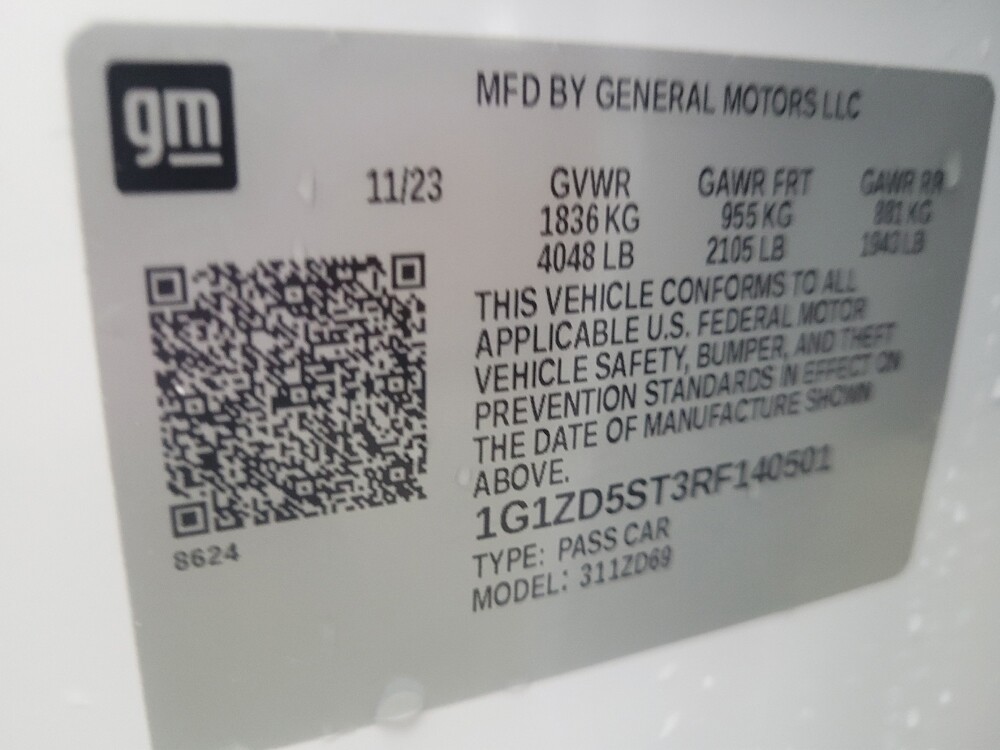 gm
MFD BY GENERAL MOTORS LLC
11/23 GVWR GAWR FRT GAWR RR
1836 KG 955 KG 881 KG
4048 LB 2105 LB 1943 LB
THIS VEHICLE CONFORMS TO ALL
APPLICABLE U.S. FEDERAL MOTOR
VEHICLE SAFETY, BUMPER, AND THEFT
PREVENTION STANDARDS IN EFFECT ON
THE DATE OF MANUFACTURE SHOWN
ABOVE.
1G1ZD5ST3RF140501
TYPE: PASS CAR
MODEL: 311ZD69
8624